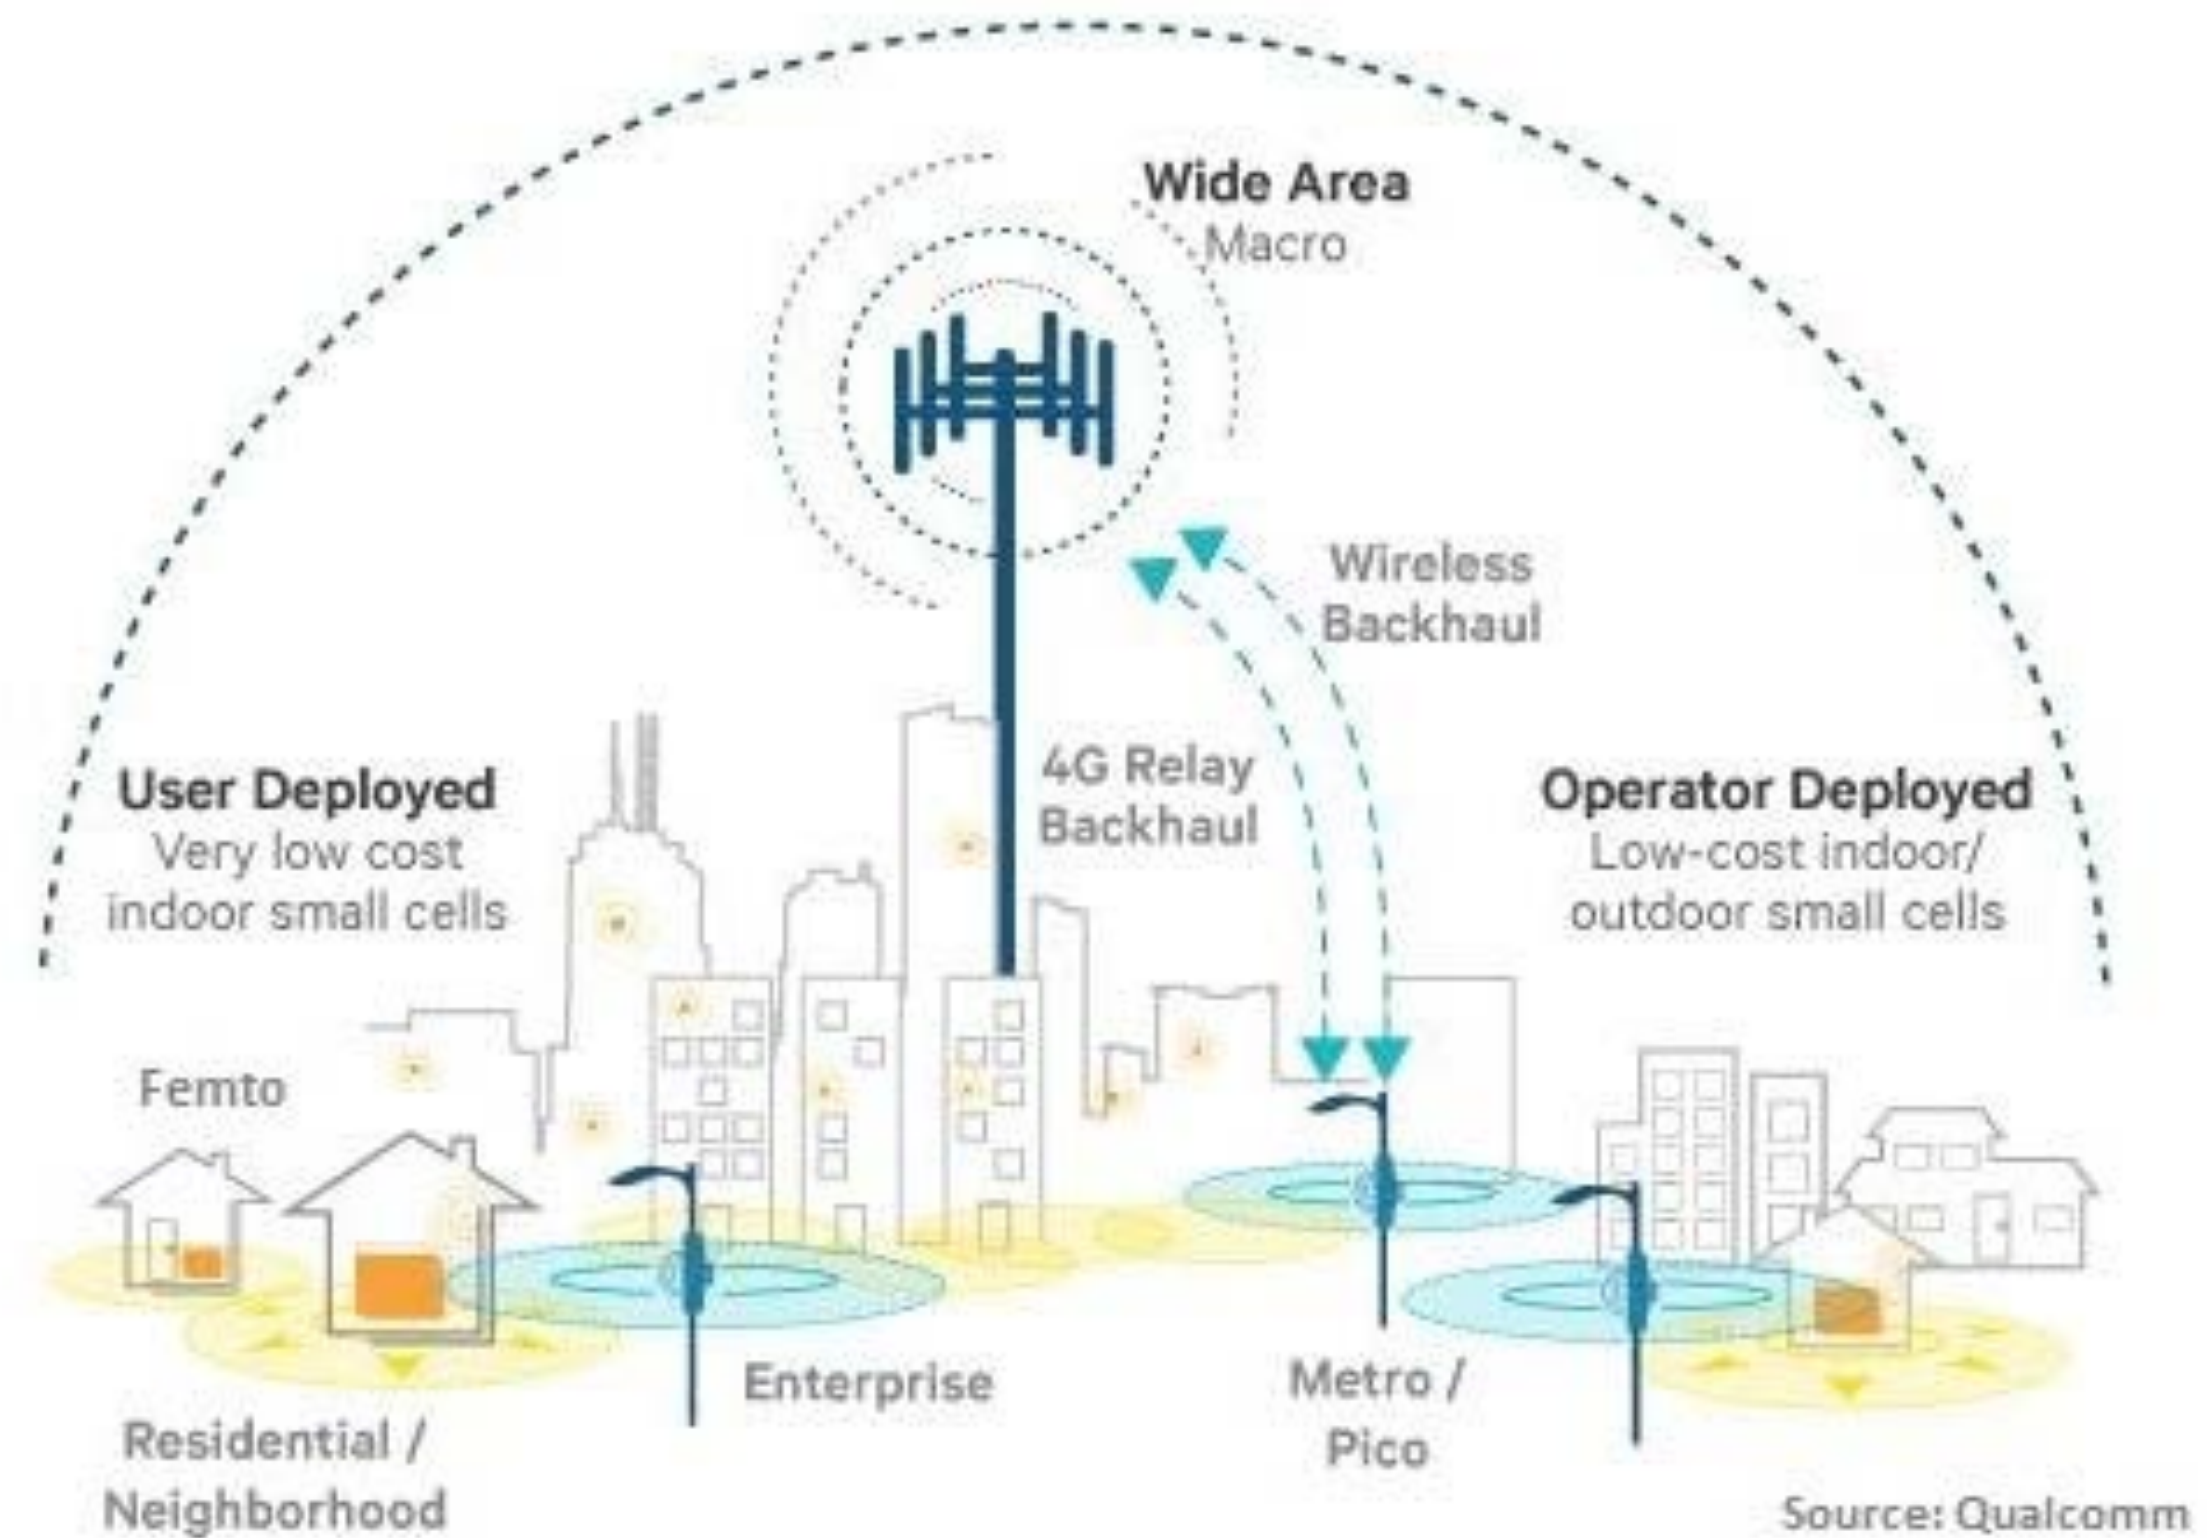 Wide Area
Macro
Wireless
Backhaul
4G Relay
Backhaul
User Deployed
Very low cost
indoor small cells
Operator Deployed
Low-cost indoor/
outdoor small cells
Femto
Enterprise
Metro /
Pico
Residential /
Neighborhood
Source: Qualcomm